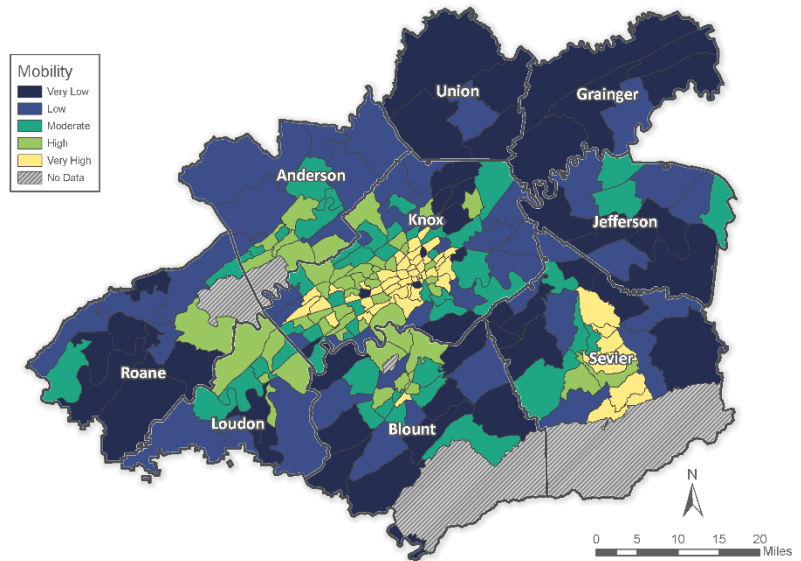 Mobility
Very Low
Low
Moderate
High
Very High
No Data
Union
Grainger
Anderson
Knox
Jefferson
Roane
Loudon
Blount
Sevier
N
0 5 10 15 20
Miles